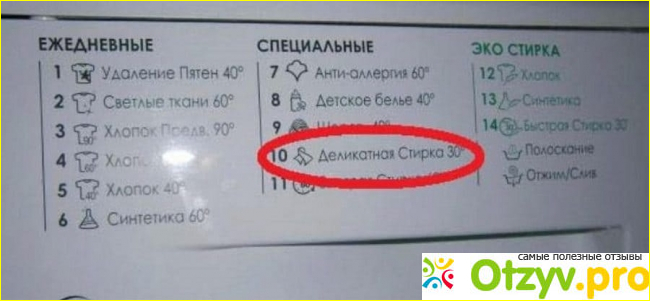 ЕЖЕДНЕВНЫЕ
1 Удаление Пятен 40°
2 Светлые ткани 60°
3 Хлопок Предв. 90°
4 Хлопок
5 Хлопок 40°
6 Синтетика 60°
СПЕЦИАЛЬНЫЕ
7 Анти-аллергия 60°
8 Детское белье 40°
9
10 Деликатная Стирка 30°
11
ЭКО СТИРКА
12 Хлопок
13 Синтетика
14 Быстрая Стирка 30'
Полоскание
Отжим/Слив
самые полезные отзывы
Otzyv.pro